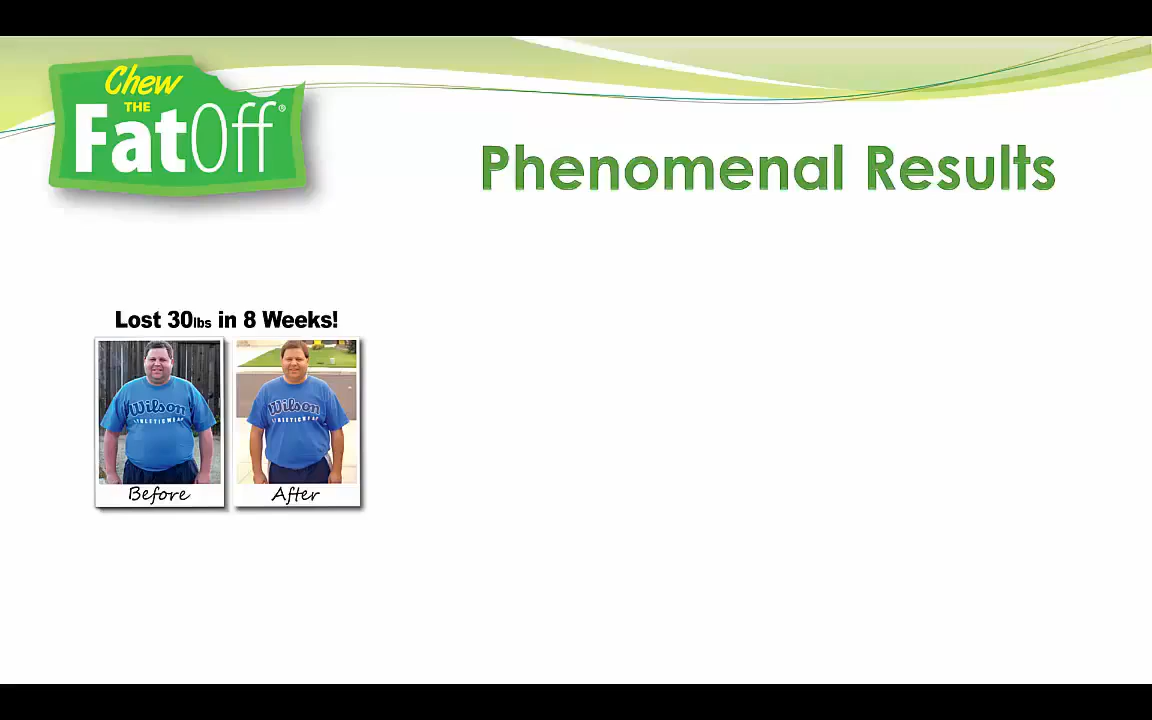 Chew
THE
FatOff®
Phenomenal Results
Lost 30lbs in 8 Weeks!
Wilson
Wilson
Before
After